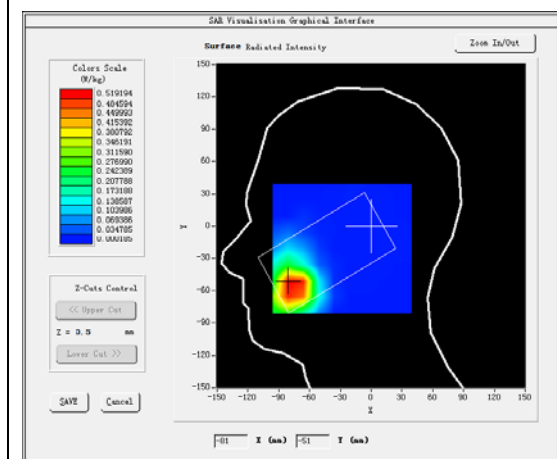 SAR Visualisation Graphical Interface
Surface Radiated Intensity
Zoom In/Out
Colors Scale
(W/kg)
0.519194
0.484594
0.449993
0.415392
0.380792
0.346191
0.311590
0.276990
0.242389
0.207788
0.173188
0.138587
0.103986
0.069386
0.034785
0.000185
150
120
90
60
30
0
-30
-60
-90
-120
-150
Y
-150 -120 -90 -60 -30 0 30 60 90 120 150
X
Z-Cuts Control
<< Upper Cut
Z = 3.5 mm
Lower Cut >>
SAVE Cancel
-81 X (mm) -51 Y (mm)